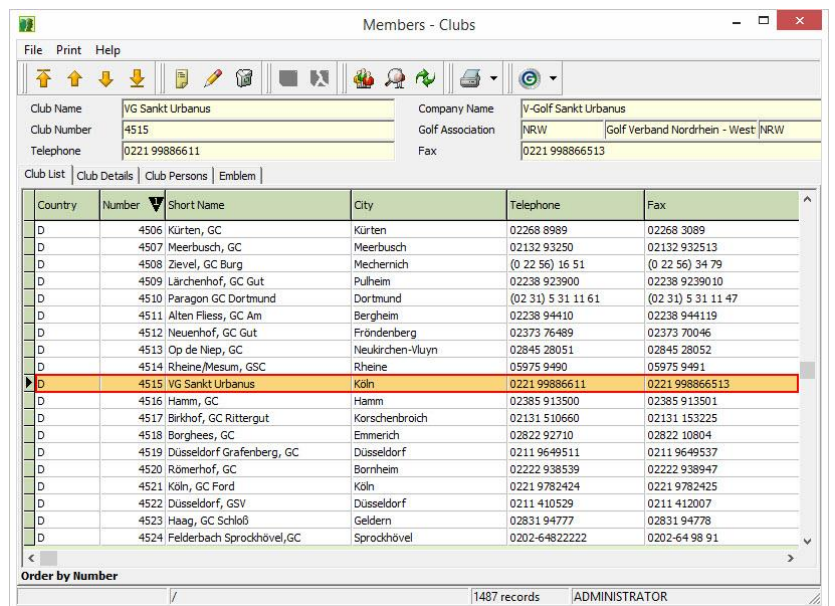 Members - Clubs
File Print Help
Club Name VG Sankt Urbanus Company Name V-Golf Sankt Urbanus
Club Number 4515 Golf Association NRW Golf Verband Nordrhein - West NRW
Telephone 0221 99886611 Fax 0221 998866513
Club List Club Details Club Persons Emblem
Country Number 1 Short Name City Telephone Fax
D 4506 Kürten, GC Kürten 02268 8989 02268 3089
D 4507 Meerbusch, GC Meerbusch 02132 93250 02132 932513
D 4508 Zievel, GC Burg Mechernich (0 22 56) 16 51 (0 22 56) 34 79
D 4509 Lärchenhof, GC Gut Pulheim 02238 923900 02238 9239010
D 4510 Paragon GC Dortmund Dortmund (02 31) 5 31 11 61 (02 31) 5 31 11 47
D 4511 Alten Fliess, GC Am Bergheim 02238 94410 02238 944119
D 4512 Neuenhof, GC Gut Fröndenberg 02373 76489 02373 70046
D 4513 Op de Niep, GC Neukirchen-Vluyn 02845 28051 02845 28052
D 4514 Rheine/Mesum, GSC Rheine 05975 9490 05975 9491
D 4515 VG Sankt Urbanus Köln 0221 99886611 0221 998866513
D 4516 Hamm, GC Hamm 02385 913500 02385 913501
D 4517 Birkhof, GC Rittergut Korschenbroich 02131 510660 02131 153225
D 4518 Borghees, GC Emmerich 02822 92710 02822 10804
D 4519 Düsseldorf Grafenberg, GC Düsseldorf 0211 9649511 0211 9649537
D 4520 Römerhof, GC Bornheim 02222 938539 02222 938947
D 4521 Köln, GC Ford Köln 0221 9782424 0221 9782425
D 4522 Düsseldorf, GSV Düsseldorf 0211 410529 0211 412007
D 4523 Haag, GC Schloß Geldern 02831 94777 02831 94778
D 4524 Felderbach Sprockhövel,GC Sprockhövel 0202-64822222 0202-64 98 91
Order by Number
/ 1487 records ADMINISTRATOR